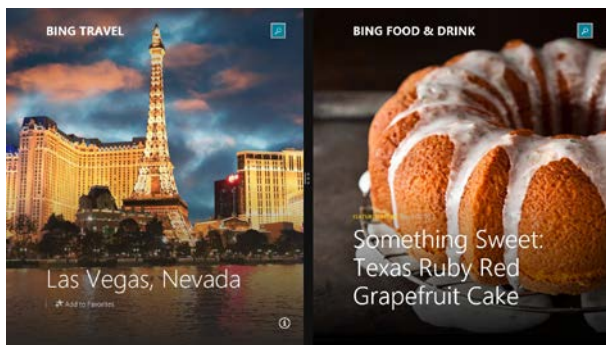 BING TRAVEL
Las Vegas, Nevada
Add to Favorites
BING FOOD & DRINK
Something Sweet:
Texas Ruby Red
Grapefruit Cake